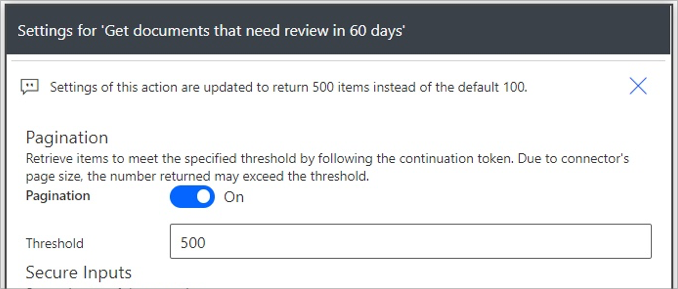 Settings for 'Get documents that need review in 60 days'
Settings of this action are updated to return 500 items instead of the default 100.
Pagination
Retrieve items to meet the specified threshold by following the continuation token. Due to connector's
page size, the number returned may exceed the threshold.
Pagination On
Threshold 500
Secure Inputs